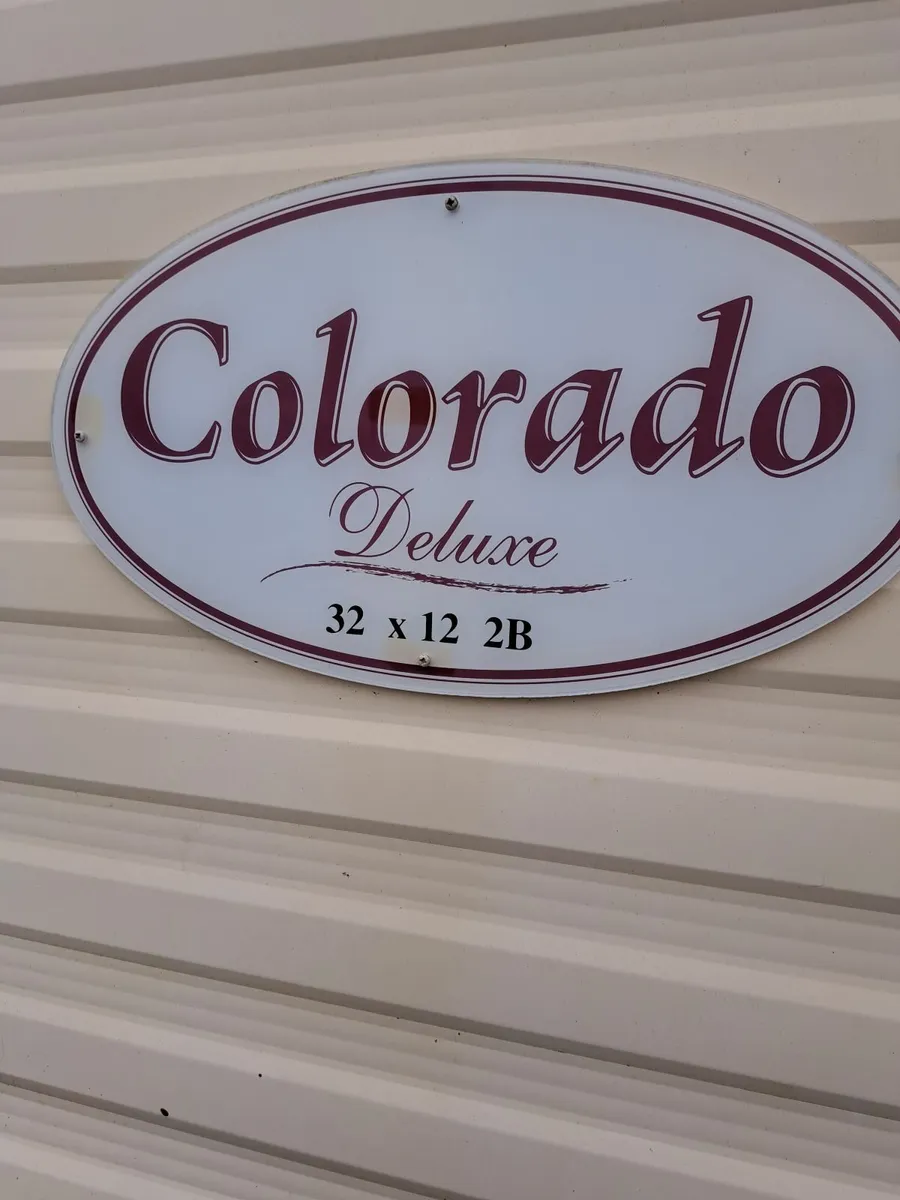 Colorado
Deluxe
32 x 12 2B